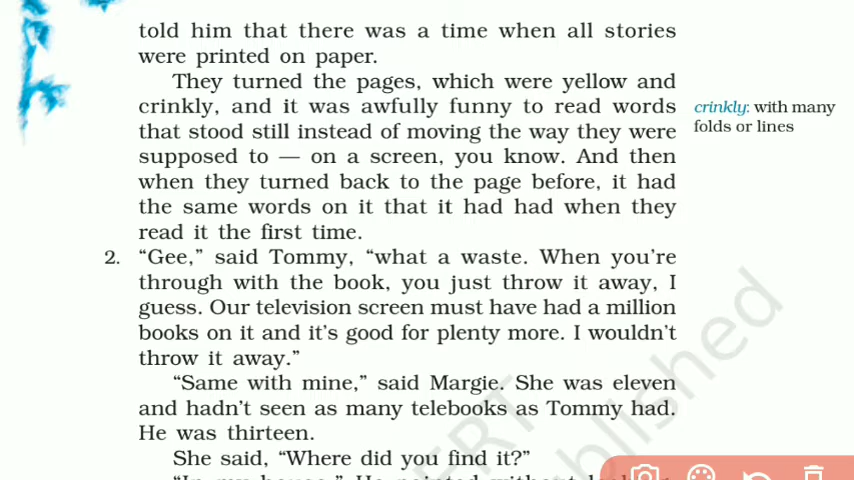 told him that there was a time when all stories
were printed on paper.
They turned the pages, which were yellow and
crinkly, and it was awfully funny to read words
that stood still instead of moving the way they were
supposed to — on a screen, you know. And then
when they turned back to the page before, it had
the same words on it that it had had when they
read it the first time.
crinkly: with many
folds or lines
2. “Gee,” said Tommy, “what a waste. When you’re
through with the book, you just throw it away, I
guess. Our television screen must have had a million
books on it and it’s good for plenty more. I wouldn’t
throw it away.”
“Same with mine,” said Margie. She was eleven
and hadn’t seen as many telebooks as Tommy had.
He was thirteen.
She said, “Where did you find it?”
“In my house.” He pointed without